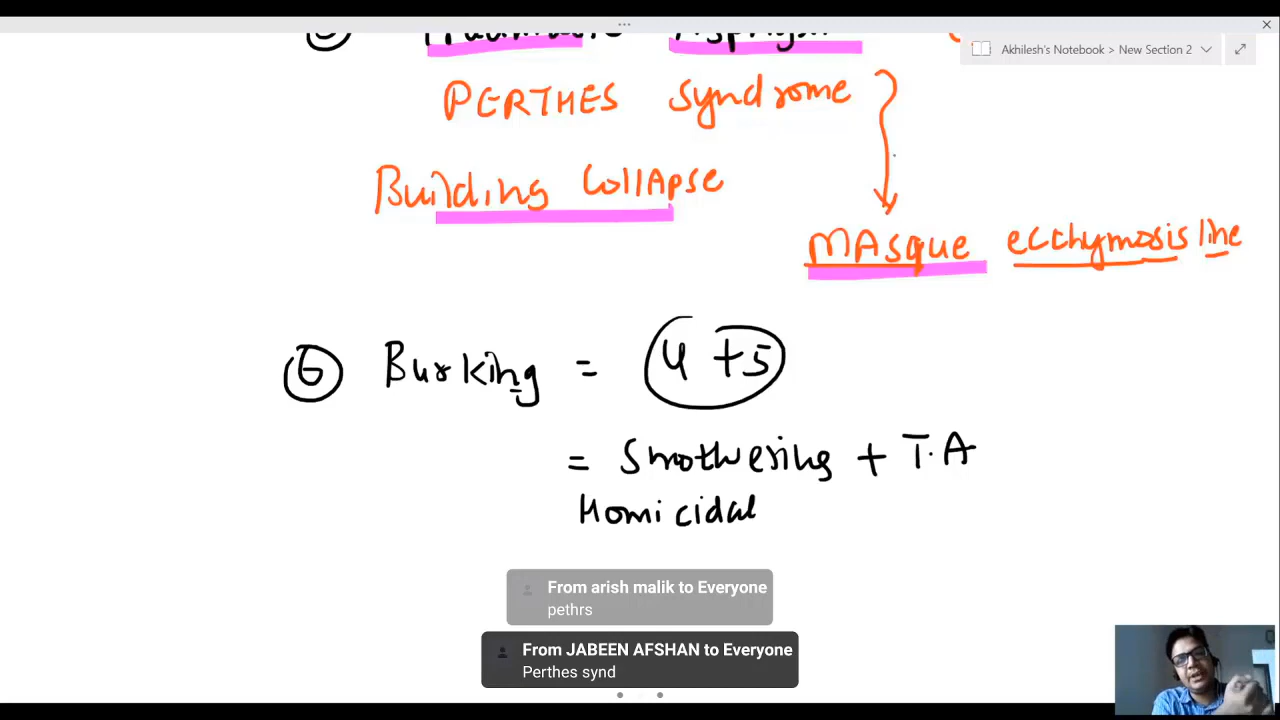 Akhilesh's Notebook > New Section 2
PERTHES Syndrome
Building Collapse
MAsque ecchymosis line
6 Burking = 4 + 5
= Smothering + T.A
Homicidal
From arish malik to Everyone
pethrs
From JABEEN AFSHAN to Everyone
Perthes synd